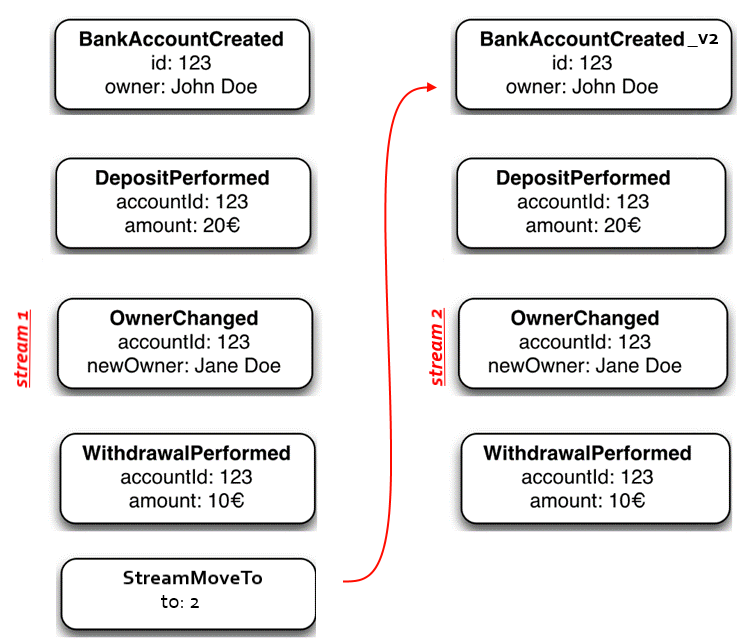 BankAccountCreated
id: 123
owner: John Doe
DepositPerformed
accountId: 123
amount: 20€
stream 1
OwnerChanged
accountId: 123
newOwner: Jane Doe
WithdrawalPerformed
accountId: 123
amount: 10€
StreamMoveTo
to: 2
BankAccountCreated_v2
id: 123
owner: John Doe
DepositPerformed
accountId: 123
amount: 20€
stream 2
OwnerChanged
accountId: 123
newOwner: Jane Doe
WithdrawalPerformed
accountId: 123
amount: 10€